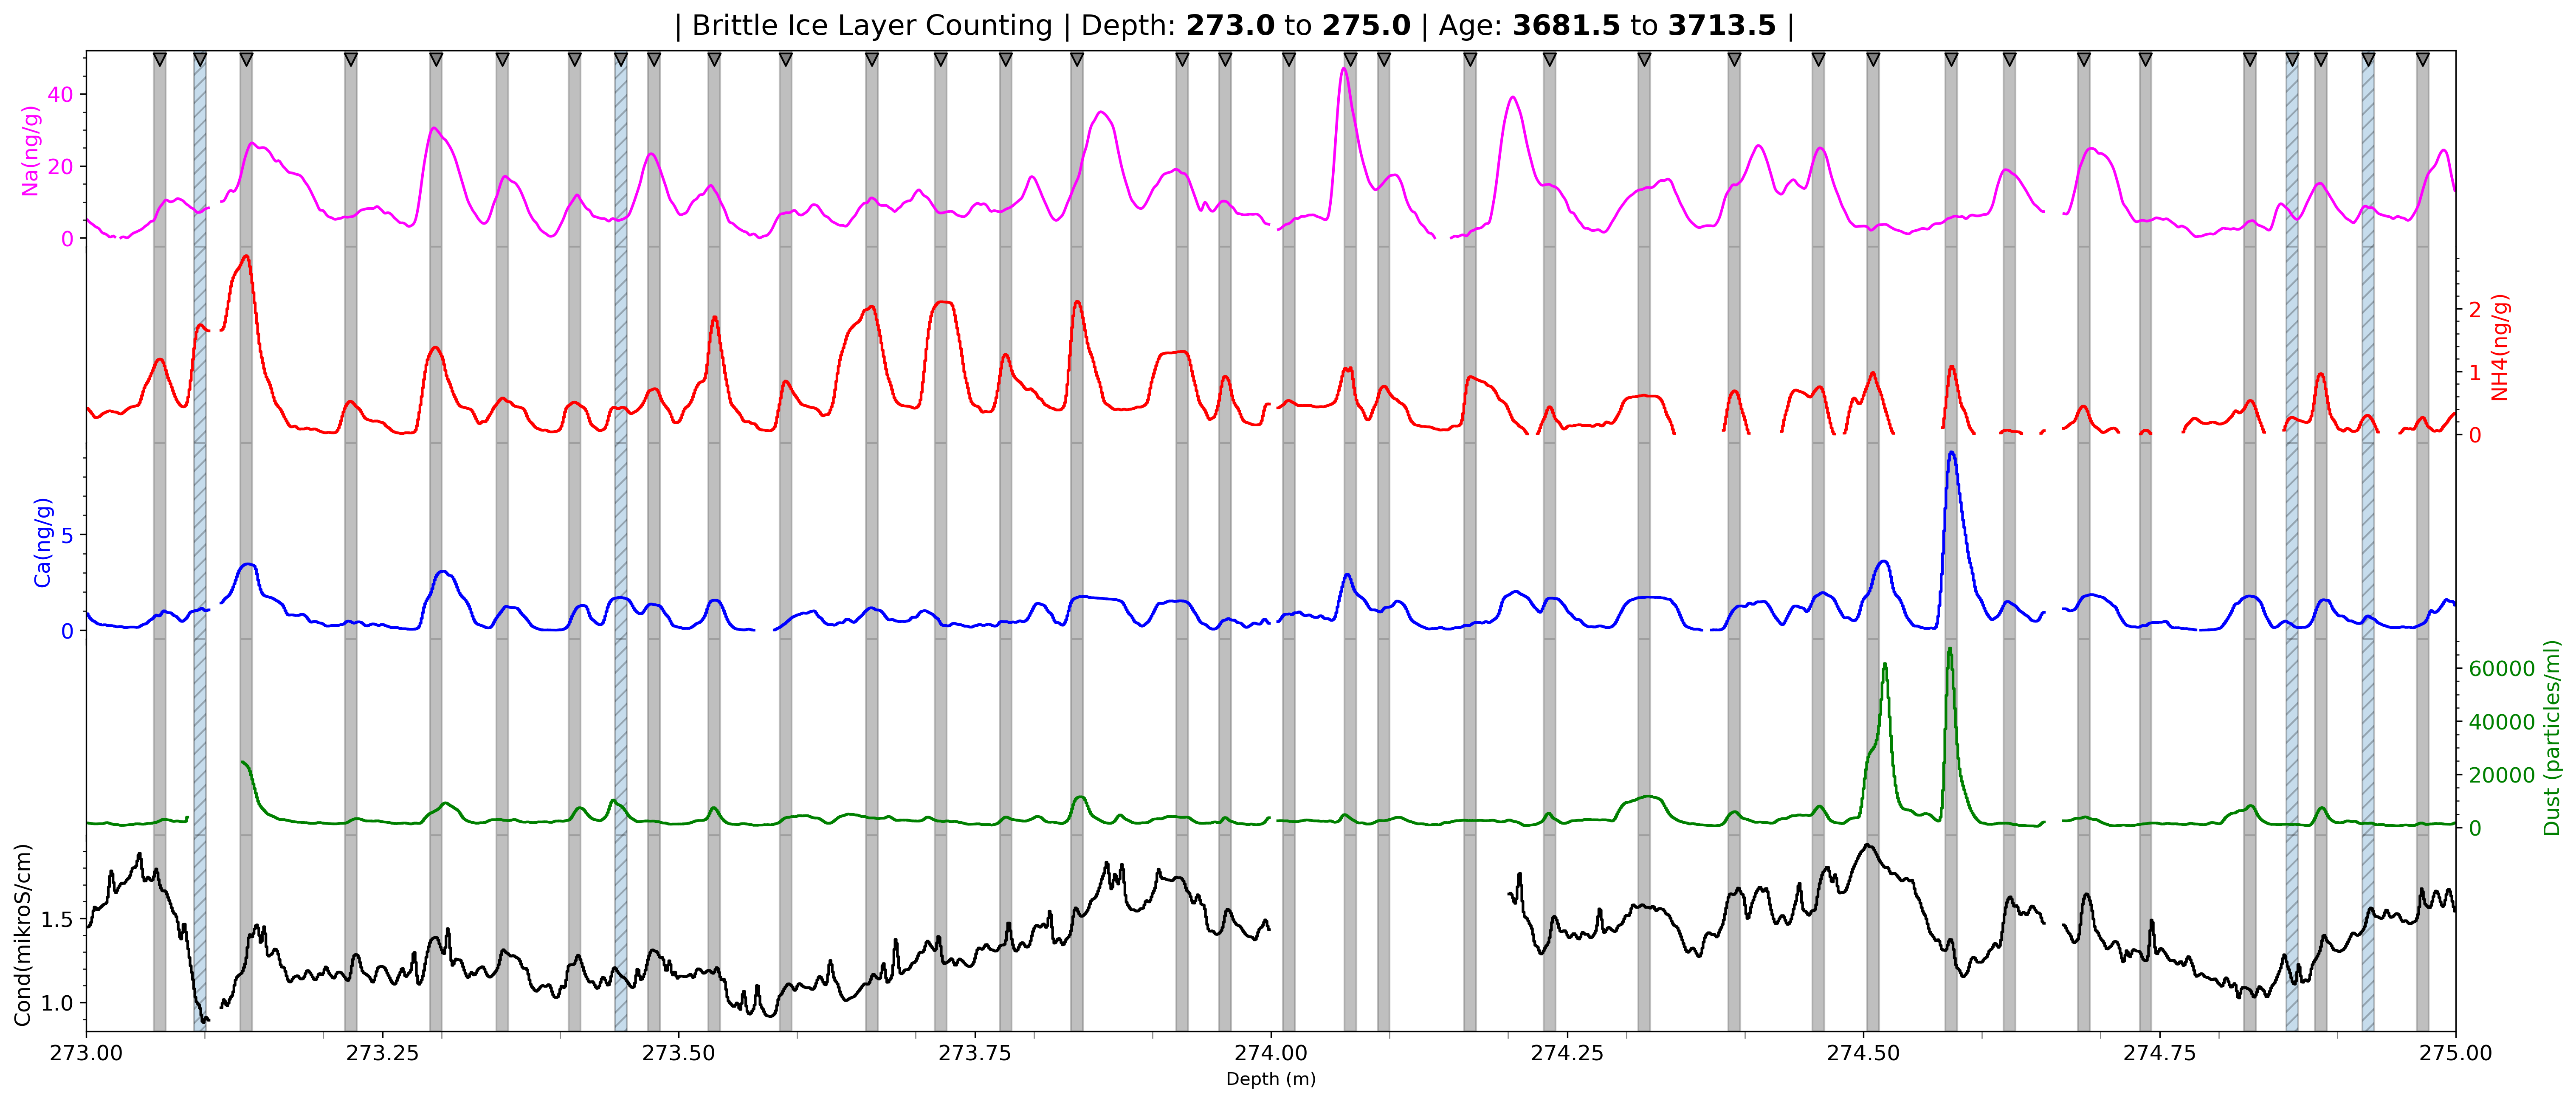 | Brittle Ice Layer Counting | Depth: 273.0 to 275.0 | Age: 3681.5 to 3713.5 |
Na(ng/g)
40
20
0
2
1
0
NH4(ng/g)
Ca(ng/g)
5
0
60000
40000
20000
0
Dust (particles/ml)
Cond(mikroS/cm)
1.5
1.0
273.00 273.25 273.50 273.75 274.00 274.25 274.50 274.75 275.00
Depth (m)